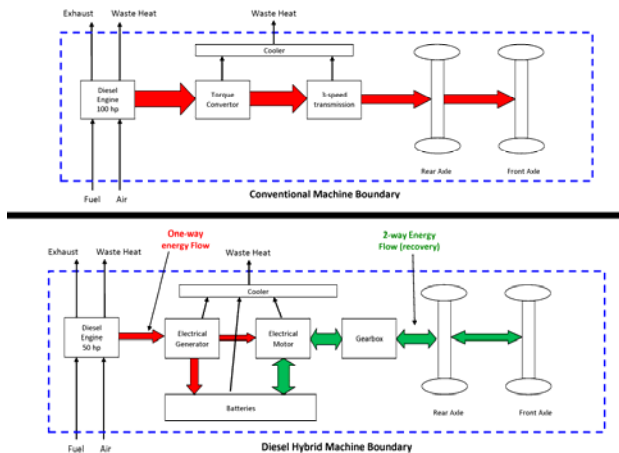 Exhaust
Waste Heat
Waste Heat
Cooler
Diesel
Engine
100 hp
Torque
Convertor
3-speed
transmission
Rear Axle
Front Axle
Fuel
Air
Conventional Machine Boundary
One-way
energy Flow
2-way Energy
Flow (recovery)
Exhaust
Waste Heat
Waste Heat
Cooler
Diesel
Engine
50 hp
Electrical
Generator
Electrical
Motor
Gearbox
Batteries
Rear Axle
Front Axle
Fuel
Air
Diesel Hybrid Machine Boundary